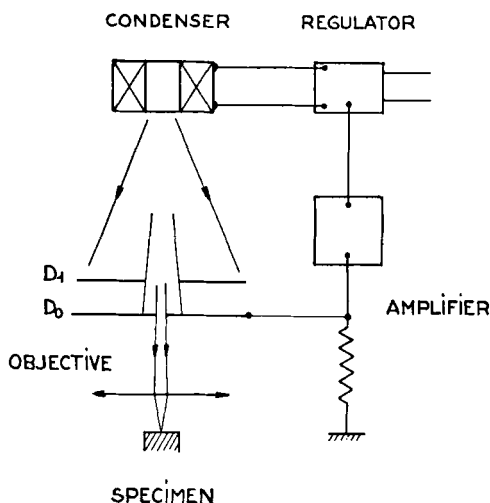 CONDENSER
REGULATOR
D1
D0
AMPLIFIER
OBJECTIVE
SPECIMEN